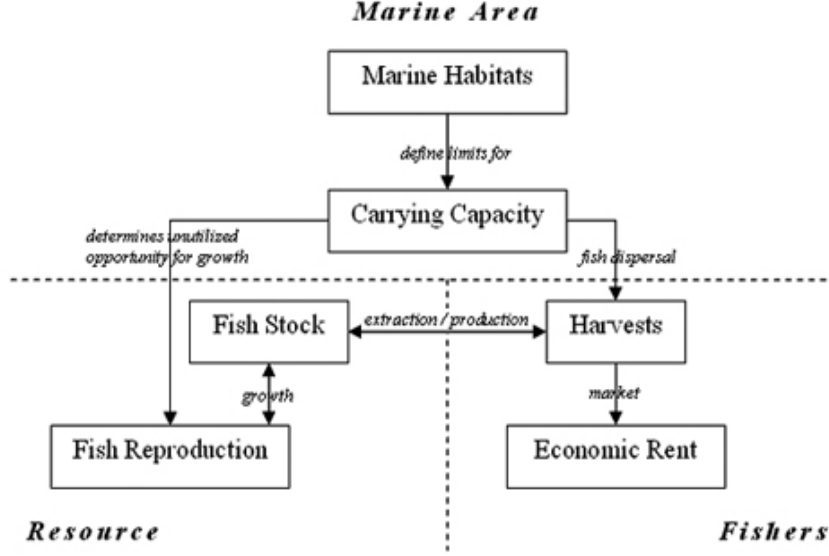 Marine Area
Marine Habitats
define limits for
Carrying Capacity
determines unutilized
opportunity for growth
fish dispersal
Fish Stock
extraction / production
Harvests
growth
market
Fish Reproduction
Economic Rent
Resource
Fishers